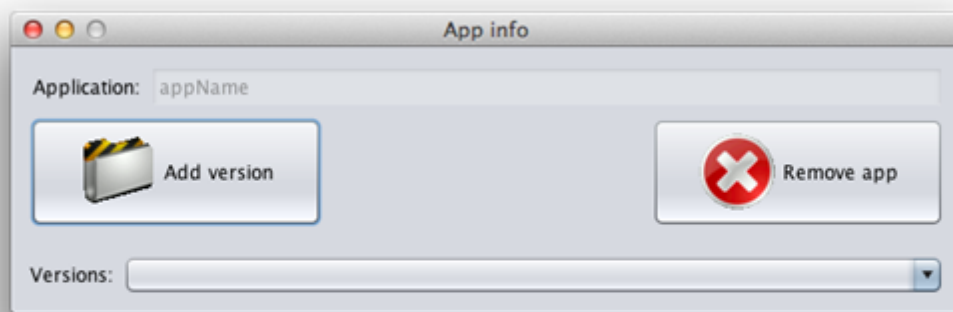 App info
Application: appName
Add version
Remove app
Versions: